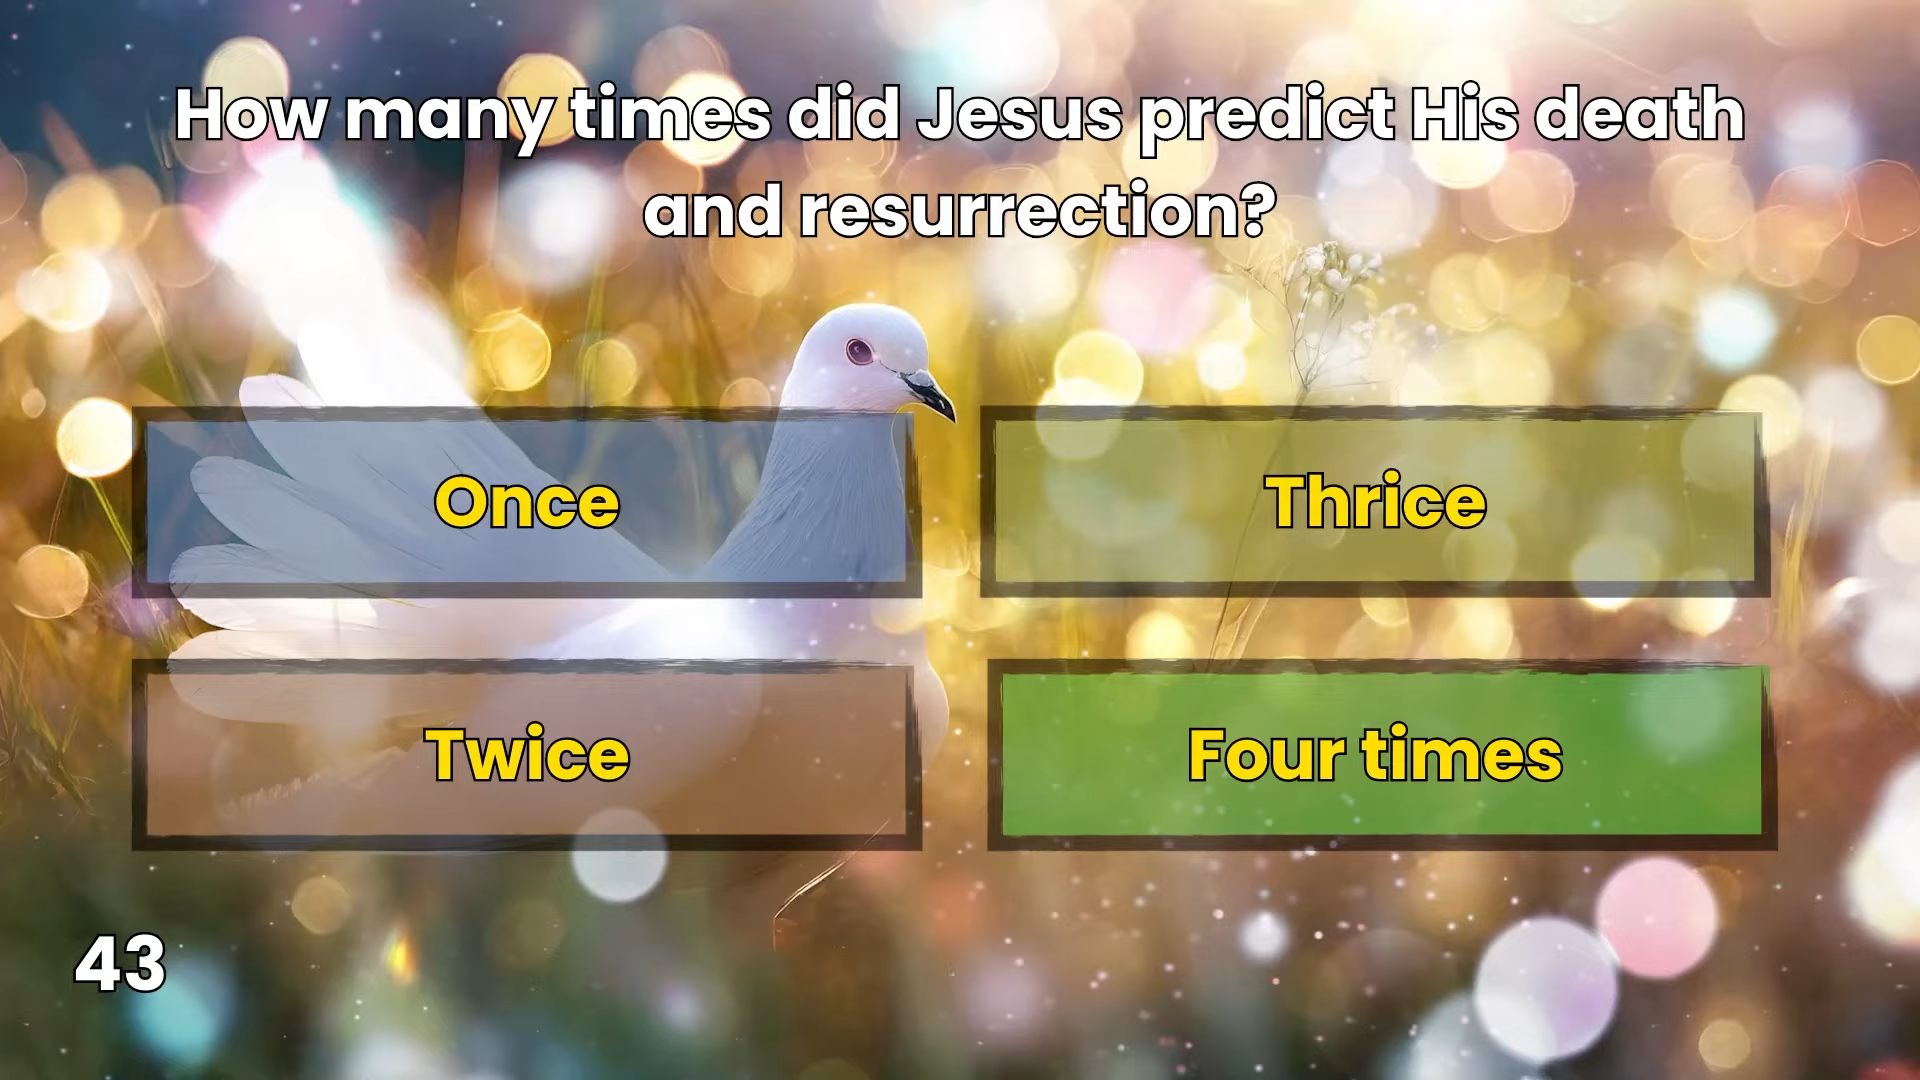 How many times did Jesus predict His death
and resurrection?
Once
Thrice
Twice
Four times
43